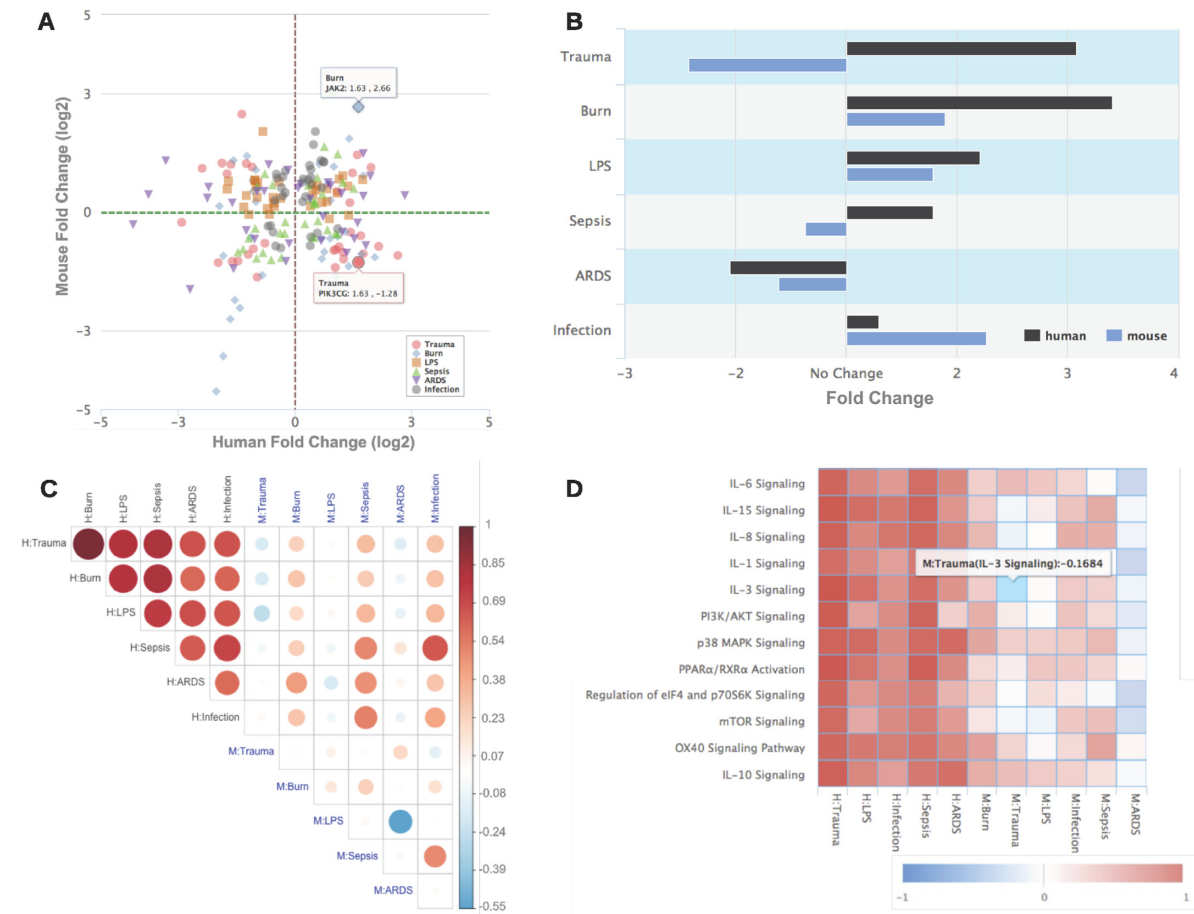 A
5
3
0
−3
−5
Mouse Fold Change (log2)
Burn
JAK2: 1.63 , 2.66
Trauma
PIK3CG: 1.63 , −1.28
Trauma
Burn
LPS
Sepsis
ARDS
Infection
−5
−3
0
3
5
Human Fold Change (log2)
B
Trauma
Burn
LPS
Sepsis
ARDS
Infection
human
mouse
−3
−2
No Change
2
3
4
Fold Change
C
H:Burn
H:LPS
H:Sepsis
H:ARDS
H:Infection
M:Trauma
M:Burn
M:LPS
M:Sepsis
M:ARDS
M:Infection
H:Trauma
H:Burn
H:LPS
H:Sepsis
H:ARDS
H:Infection
M:Trauma
M:Burn
M:LPS
M:Sepsis
M:ARDS
1
0.85
0.69
0.54
0.38
0.23
0.07
-0.08
-0.24
-0.39
-0.55
D
IL-6 Signaling
IL-15 Signaling
IL-8 Signaling
IL-1 Signaling
IL-3 Signaling
PI3K/AKT Signaling
p38 MAPK Signaling
PPARα/RXRα Activation
Regulation of eIF4 and p70S6K Signaling
mTOR Signaling
OX40 Signaling Pathway
IL-10 Signaling
M:Trauma(IL-3 Signaling):-0.1684
H:Trauma
H:LPS
H:Infection
H:Sepsis
H:ARDS
M:Burn
M:Trauma
M:LPS
M:Infection
M:Sepsis
M:ARDS
-1
0
1